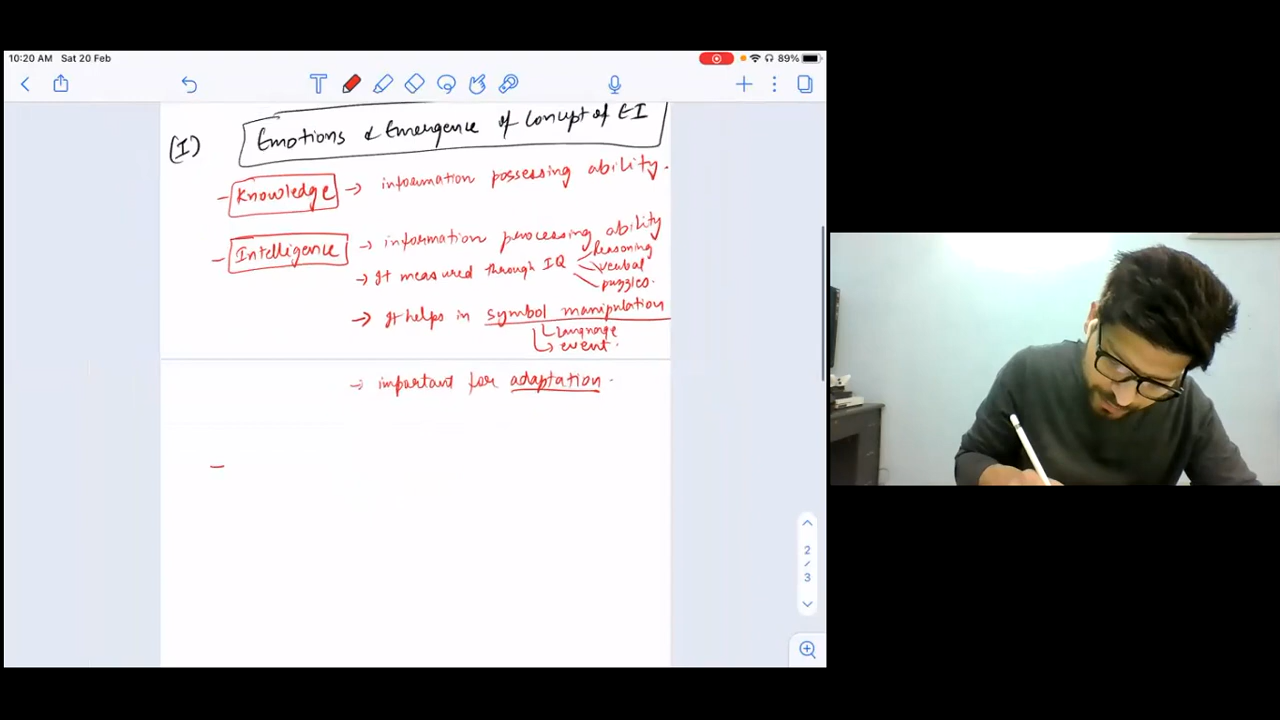 10:20 AM Sat 20 Feb
89%
(I) Emotions & Emergence of Concept of EI
- Knowledge → information possessing ability.
- Intelligence → information processing ability
→ It measured through IQ
Reasoning
verbal
puzzles.
→ It helps in symbol manipulation
Language
→ event.
→ important for adaptation.
-
2
/
3